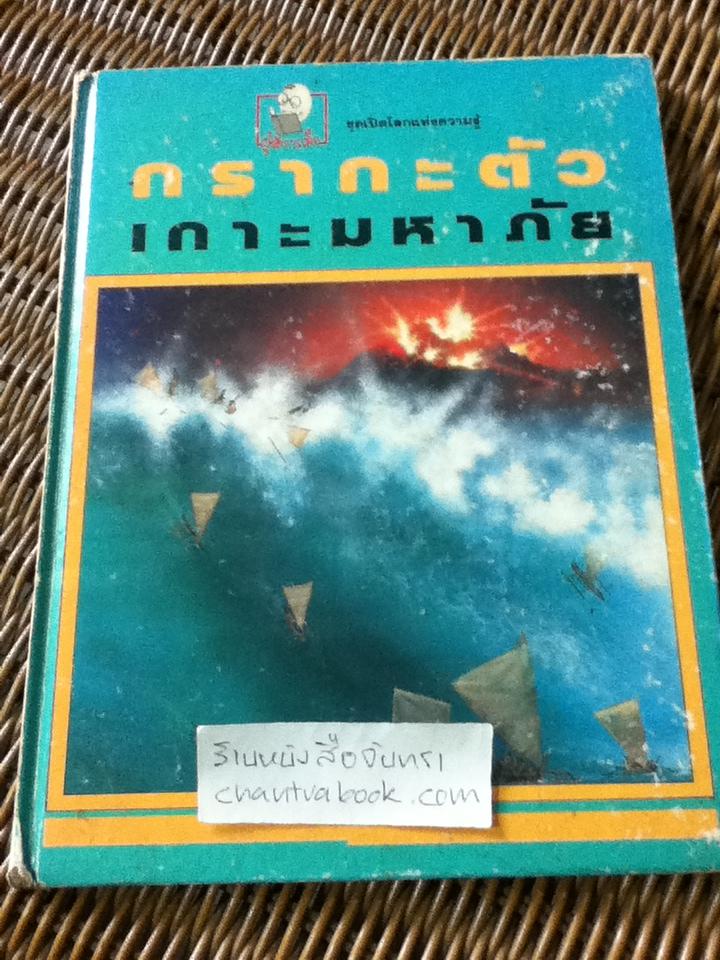 ชุดเปิดโลกแห่งความรู้
กรากะตัว
เกาะมหาภัย
ร้านหนังสือจันทรา
chantrabook.com